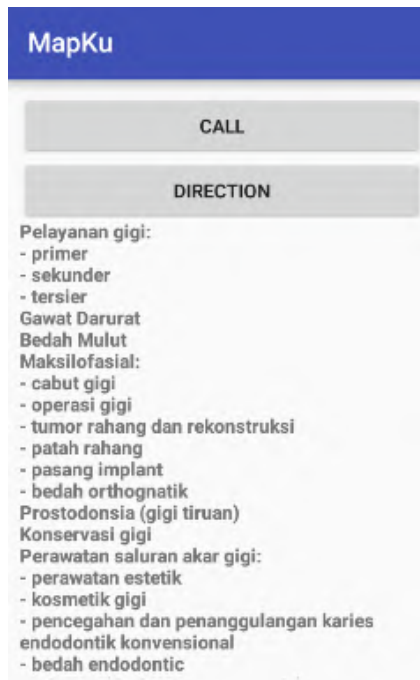 MapKu
CALL
DIRECTION
Pelayanan gigi:
- primer
- sekunder
- tersier
Gawat Darurat
Bedah Mulut
Maksilofasial:
- cabut gigi
- operasi gigi
- tumor rahang dan rekonstruksi
- patah rahang
- pasang implant
- bedah orthognatik
Prostodonsia (gigi tiruan)
Konservasi gigi
Perawatan saluran akar gigi:
- perawatan estetik
- kosmetik gigi
- pencegahan dan penanggulangan karies
endodontik konvensional
- bedah endodontic